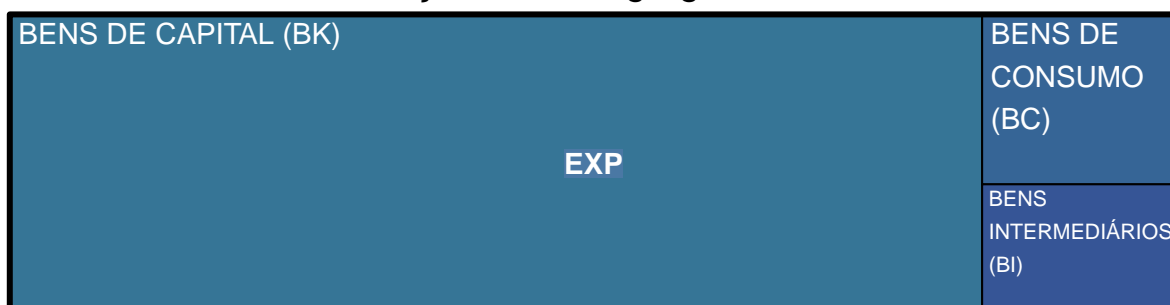 BENS DE CAPITAL (BK)
EXP
BENS DE
CONSUMO
(BC)
BENS
INTERMEDIÁRIOS
(BI)